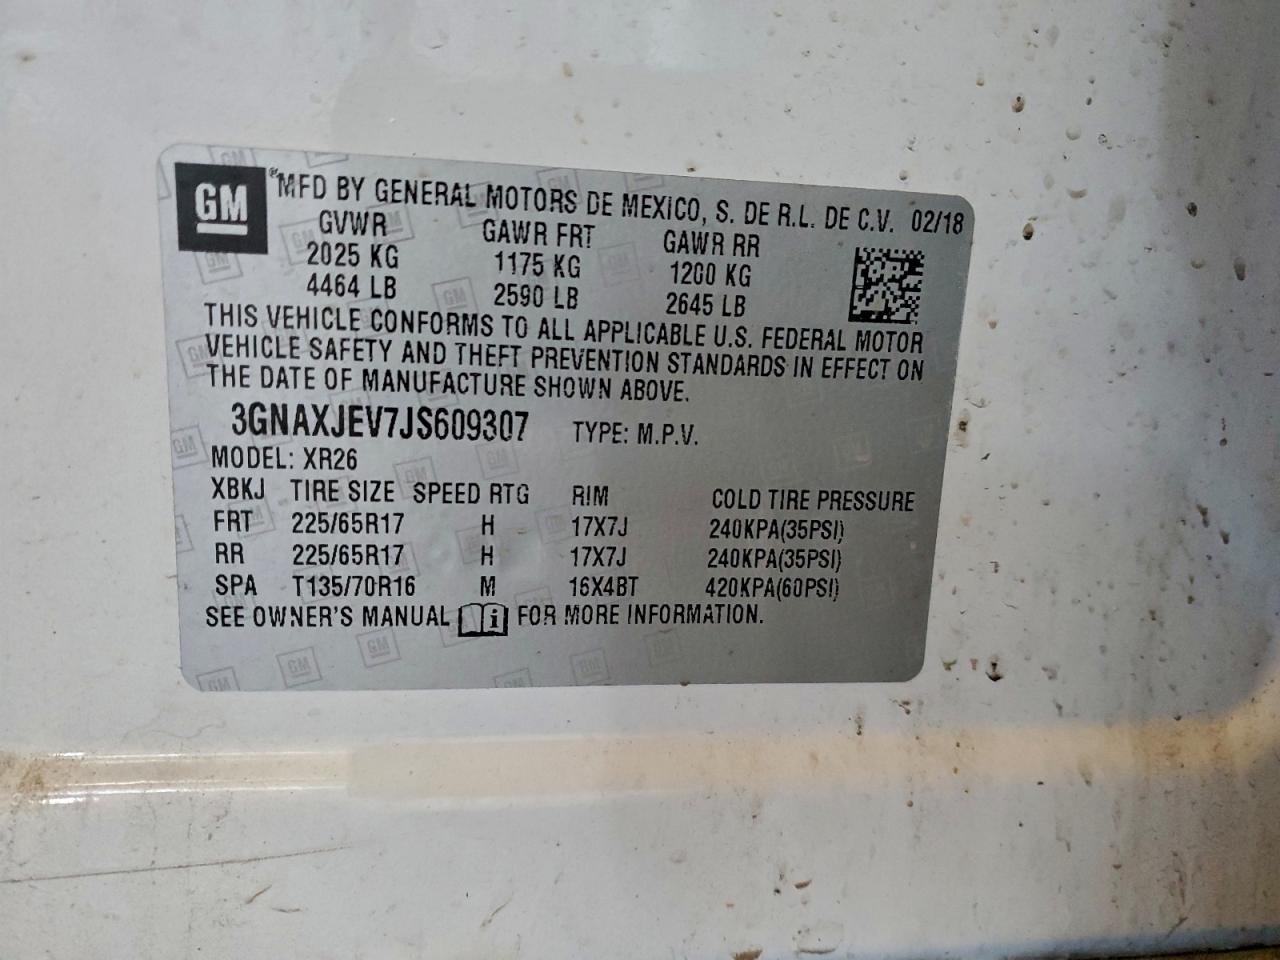 GM ® MFD BY GENERAL MOTORS DE MEXICO, S. DE R.L. DE C.V. 02/18
GVWR GAWR FRT GAWR RR
2025 KG 1175 KG 1200 KG
4464 LB 2590 LB 2645 LB
THIS VEHICLE CONFORMS TO ALL APPLICABLE U.S. FEDERAL MOTOR
VEHICLE SAFETY AND THEFT PREVENTION STANDARDS IN EFFECT ON
THE DATE OF MANUFACTURE SHOWN ABOVE.
3GNAXJEV7JS609307 TYPE: M.P.V.
MODEL: XR26
XBKJ TIRE SIZE SPEED RTG RIM COLD TIRE PRESSURE
FRT 225/65R17 H 17X7J 240KPA(35PSI)
RR 225/65R17 H 17X7J 240KPA(35PSI)
SPA T135/70R16 M 16X4BT 420KPA(60PSI)
SEE OWNER'S MANUAL i FOR MORE INFORMATION.